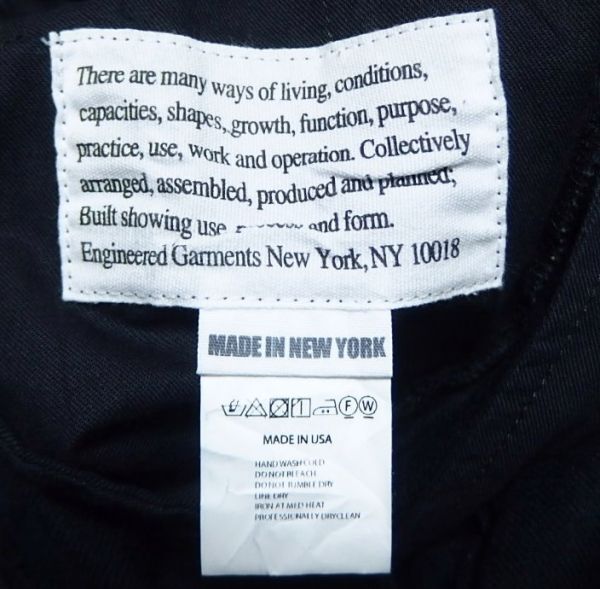 There are many ways of living, conditions,
capacities, shapes, growth, function, purpose,
practice, use, work and operation. Collectively
arranged, assembled, produced and planned;
Built showing use and form.
Engineered Garments New York, NY 10018
MADE IN NEW YORK
F W
MADE IN USA
HAND WASH COLD
DO NOT BLEACH
DO NOT TUMBLE DRY
LINE DRY
IRON AT MED HEAT
PROFESSIONALLY DRYCLEAN